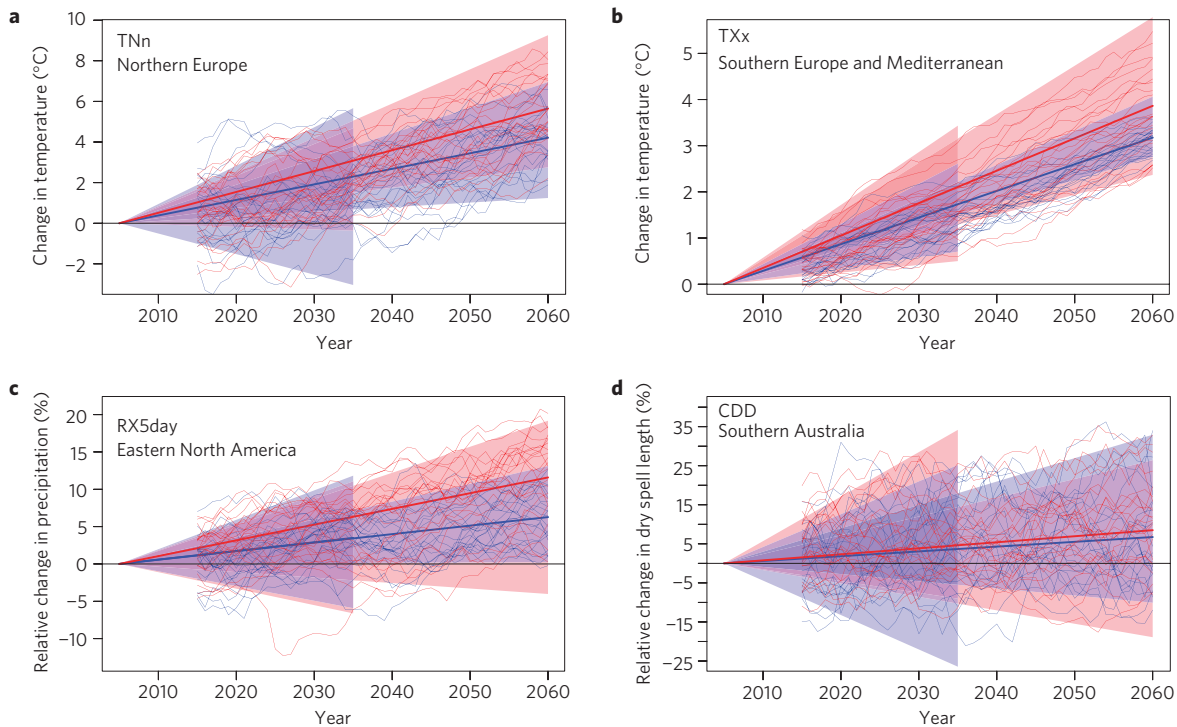 a
TNn
Northern Europe
Change in temperature (°C)
10
8
6
4
2
0
−2
2010 2020 2030 2040 2050 2060
Year
b
TXx
Southern Europe and Mediterranean
Change in temperature (°C)
5
4
3
2
1
0
2010 2020 2030 2040 2050 2060
Year
c
RX5day
Eastern North America
Relative change in precipitation (%)
20
15
10
5
0
−5
−10
2010 2020 2030 2040 2050 2060
Year
d
CDD
Southern Australia
Relative change in dry spell length (%)
35
25
15
5
−5
−15
−25
2010 2020 2030 2040 2050 2060
Year